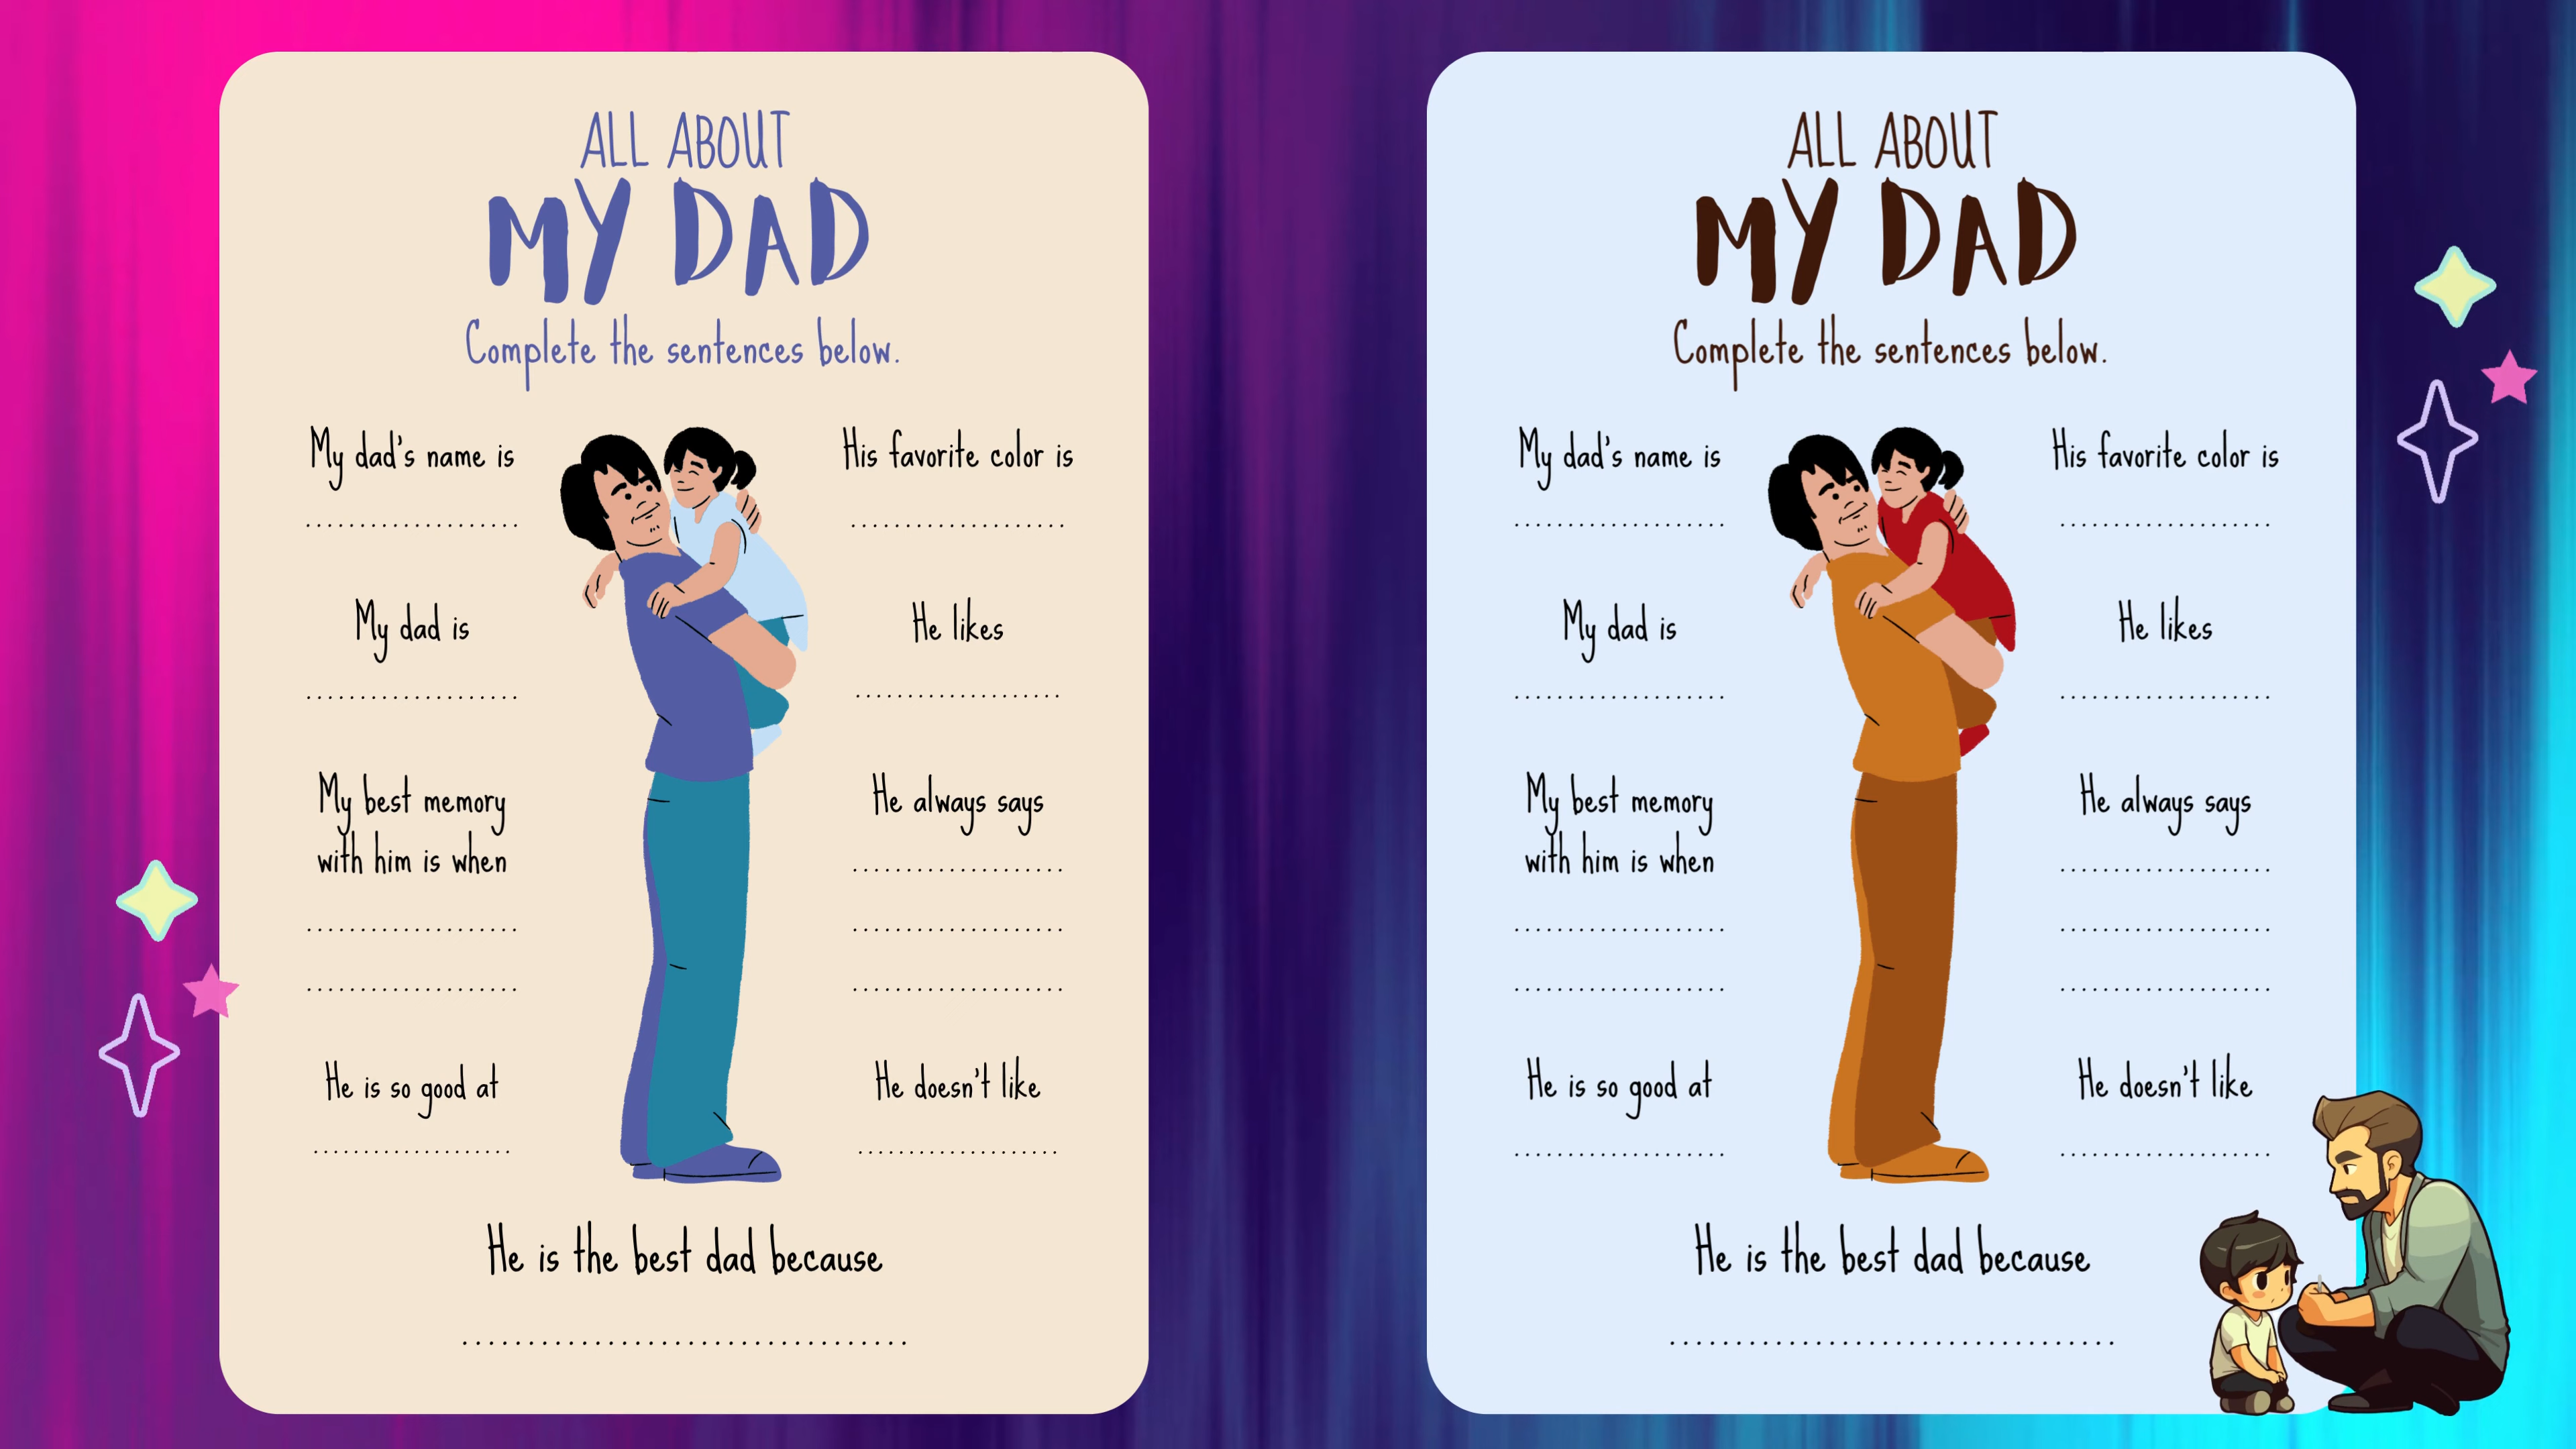 ALL ABOUT
MY DAD
Complete the sentences below.
My dad's name is
His favorite color is
My dad is
He likes
My best memory
with him is when
He always says
He is so good at
He doesn't like
He is the best dad because
ALL ABOUT
MY DAD
Complete the sentences below.
My dad's name is
His favorite color is
My dad is
He likes
My best memory
with him is when
He always says
He is so good at
He doesn't like
He is the best dad because